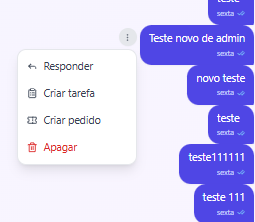 teste
sexta
Teste novo de admin
sexta
Responder
novo teste
Criar tarefa
sexta
teste
Criar pedido
sexta
Apagar
teste111111
sexta
teste 111
sexta